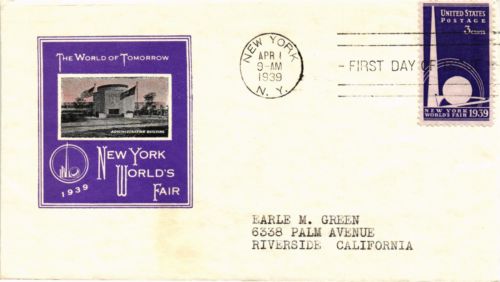 THE WORLD OF TOMORROW
ADMINISTRATION BUILDING
1939
NEW YORK
WORLD'S
FAIR
NEW YORK
APR 1
9-AM
1939
N. Y.
- FIRST DAY OF
UNITED STATES
POSTAGE
3 CENTS
NEW YORK
WORLD'S FAIR 1939
EARLE M. GREEN
6338 PALM AVENUE
RIVERSIDE CALIFORNIA